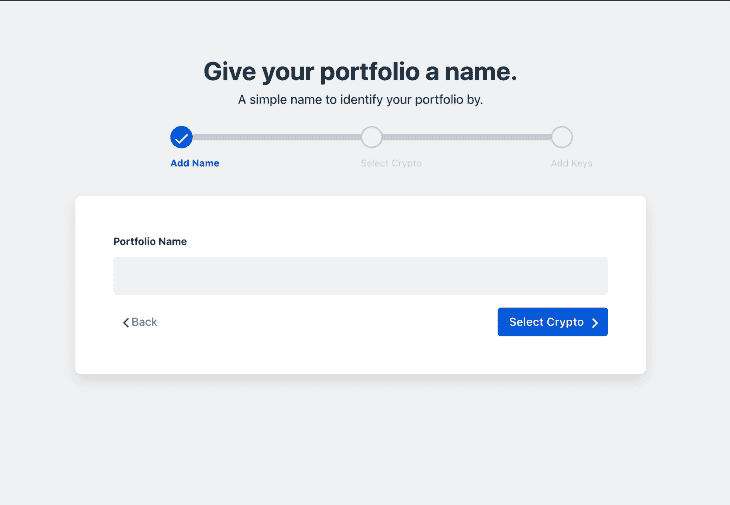 Give your portfolio a name.
A simple name to identify your portfolio by.
Add Name
Select Crypto
Add Keys
Portfolio Name
Back
Select Crypto